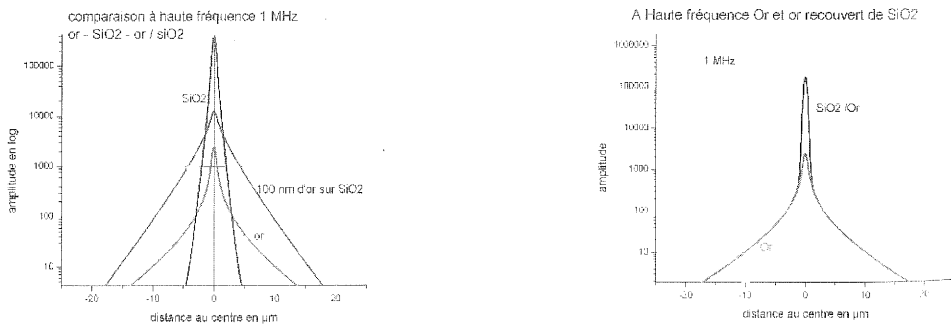 comparaison à haute fréquence 1 MHz
or - SiO2 - or / siO2
amplitude en log
100000
10000
1000
100
10
SiO2
100 nm d'or sur SiO2
or
-20
-10
0
10
20
distance au centre en µm
A Haute fréquence Or et or recouvert de SiO2
amplitude
1000000
100000
10000
1000
100
10
1 MHz
SiO2 /Or
Or
-20
-10
0
10
20
distance au centre en µm